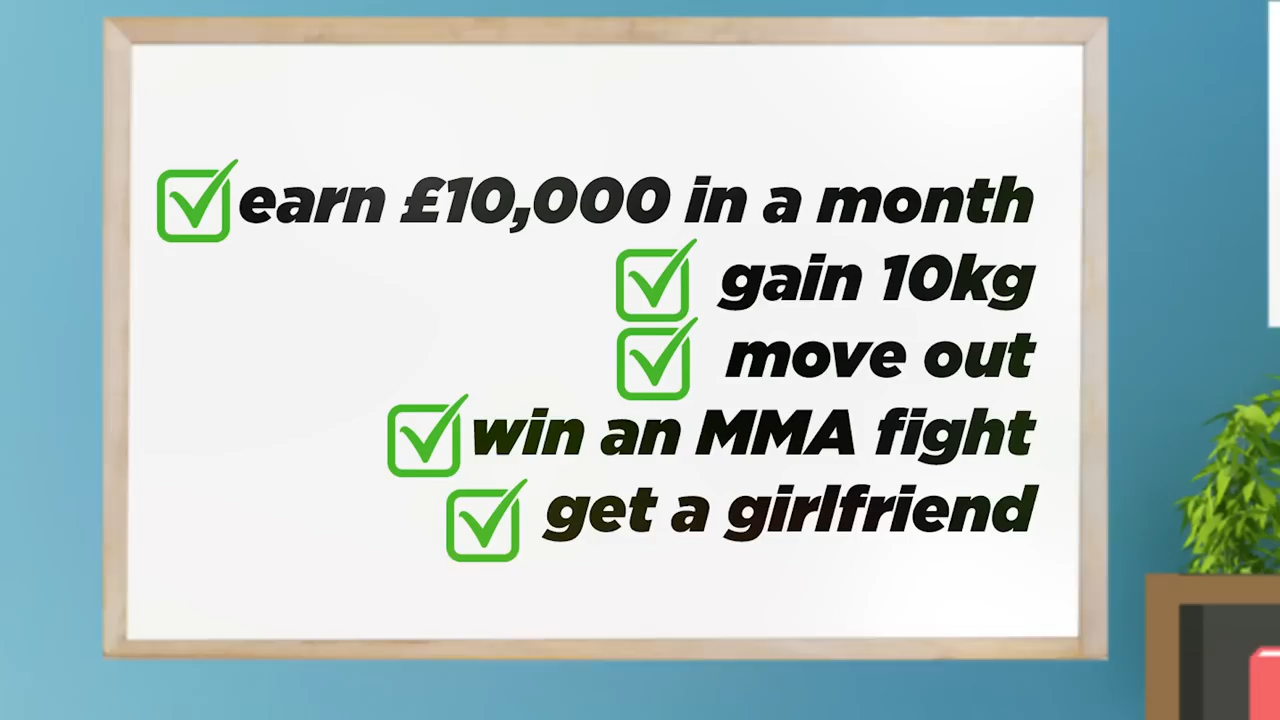 earn £10,000 in a month
gain 10kg
move out
win an MMA fight
get a girlfriend